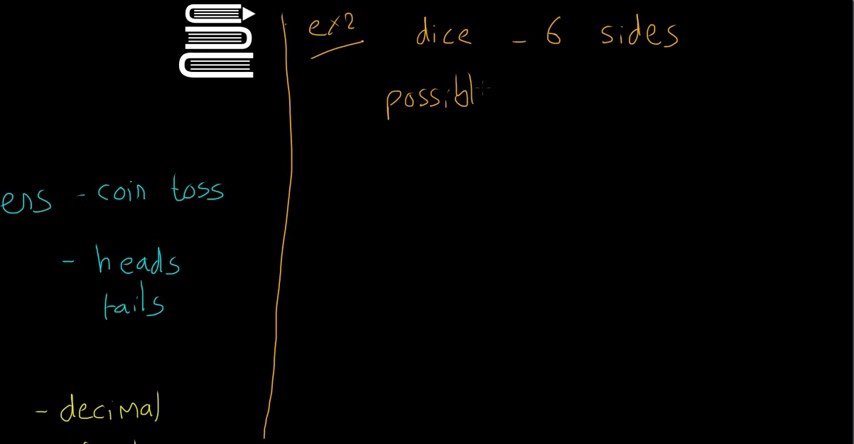 ex2 dice - 6 sides
possibl
ens - coin toss
- heads
tails
- decimal